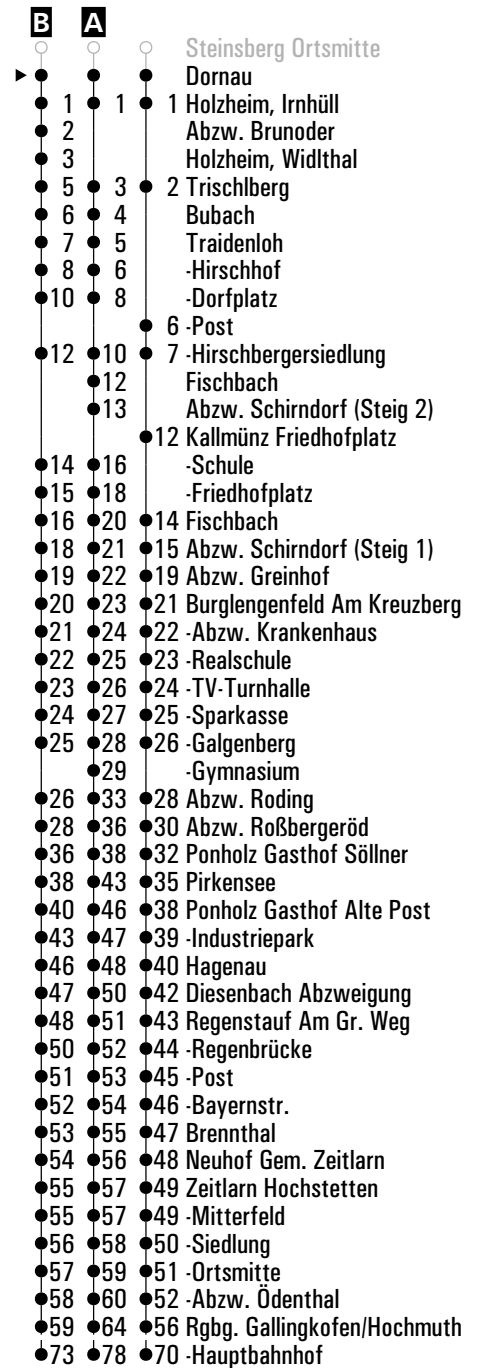 B A
Steinsberg Ortsmitte
Dornau
1 1 1 Holzheim, Irnhüll
2 Abzw. Brunoder
3 Holzheim, Widlthal
5 3 2 Trischlberg
6 4 Bubach
7 5 Traidenloh
8 6 -Hirschhof
10 8 -Dorfplatz
6 -Post
12 10 7 -Hirschbergersiedlung
12 Fischbach
13 Abzw. Schirndorf (Steig 2)
12 Kallmünz Friedhofplatz
14 16 -Schule
15 18 -Friedhofplatz
16 20 14 Fischbach
18 21 15 Abzw. Schirndorf (Steig 1)
19 22 19 Abzw. Greinhof
20 23 21 Burglengenfeld Am Kreuzberg
21 24 22 -Abzw. Krankenhaus
22 25 23 -Realschule
23 26 24 -TV-Turnhalle
24 27 25 -Sparkasse
25 28 26 -Galgenberg
29 -Gymnasium
26 33 28 Abzw. Roding
28 36 30 Abzw. Roßbergeröd
36 38 32 Ponholz Gasthof Söllner
38 43 35 Pirkensee
40 46 38 Ponholz Gasthof Alte Post
43 47 39 -Industriepark
46 48 40 Hagenau
47 50 42 Diesenbach Abzweigung
48 51 43 Regenstauf Am Gr. Weg
50 52 44 -Regenbrücke
51 53 45 -Post
52 54 46 -Bayernstr.
53 55 47 Brennthal
54 56 48 Neuhof Gem. Zeitlarn
55 57 49 Zeitlarn Hochstetten
55 57 49 -Mitterfeld
56 58 50 -Siedlung
57 59 51 -Ortsmitte
58 60 52 -Abzw. Ödenthal
59 64 56 Rgbg. Gallingkofen/Hochmuth
73 78 70 -Hauptbahnhof